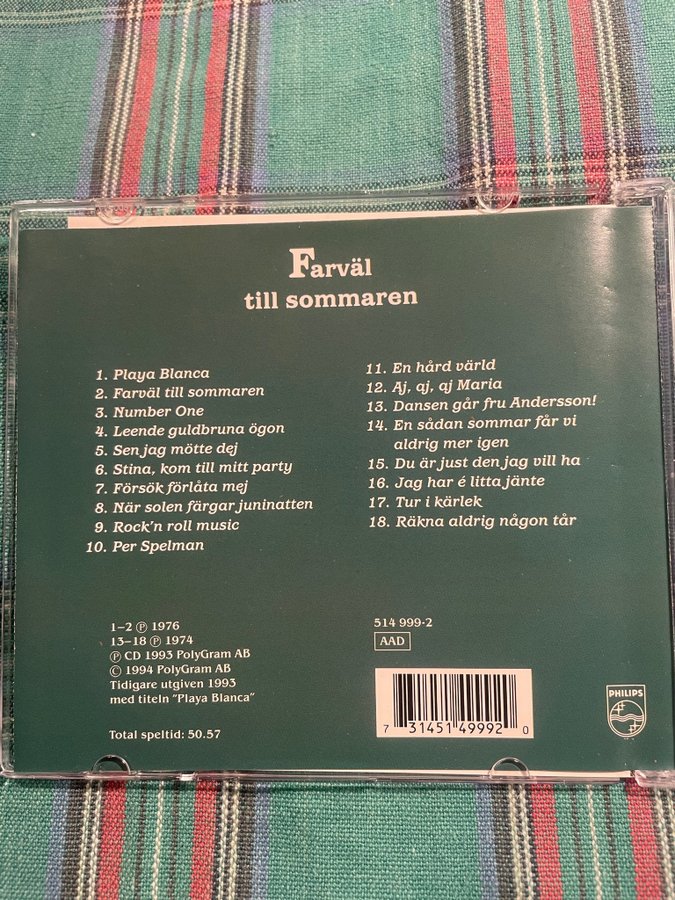 Farväl
till sommaren
1. Playa Blanca
2. Farväl till sommaren
3. Number One
4. Leende guldbruna ögon
5. Sen jag mötte dej
6. Stina, kom till mitt party
7. Försök förlåta mej
8. När solen färgar juninatten
9. Rock'n roll music
10. Per Spelman
11. En hård värld
12. Aj, aj, aj Maria
13. Dansen går fru Andersson!
14. En sådan sommar får vi
aldrig mer igen
15. Du är just den jag vill ha
16. Jag har é litta jänte
17. Tur i kärlek
18. Räkna aldrig någon tår
1–2 ℗ 1976
13–18 ℗ 1974
℗ CD 1993 PolyGram AB
© 1994 PolyGram AB
Tidigare utgiven 1993
med titeln "Playa Blanca"
Total speltid: 50.57
514 999-2
AAD
7 31451 49992 0
PHILIPS